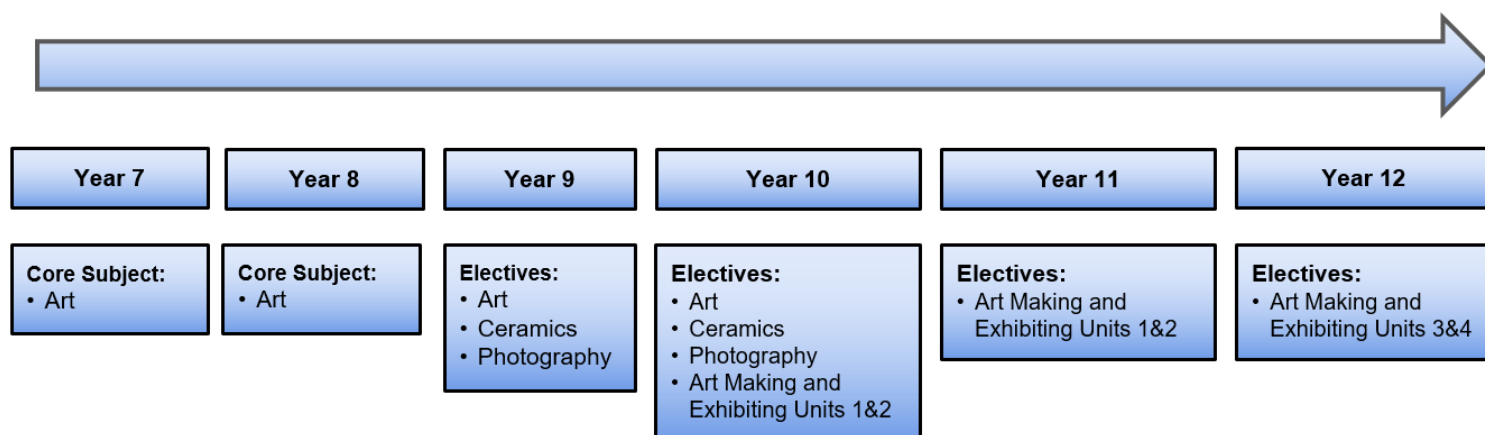 Year 7
Year 8
Year 9
Year 10
Year 11
Year 12
Core Subject:
• Art
Core Subject:
• Art
Electives:
• Art
• Ceramics
• Photography
Electives:
• Art
• Ceramics
• Photography
• Art Making and
Exhibiting Units 1&2
Electives:
• Art Making and
Exhibiting Units 1&2
Electives:
• Art Making and
Exhibiting Units 3&4